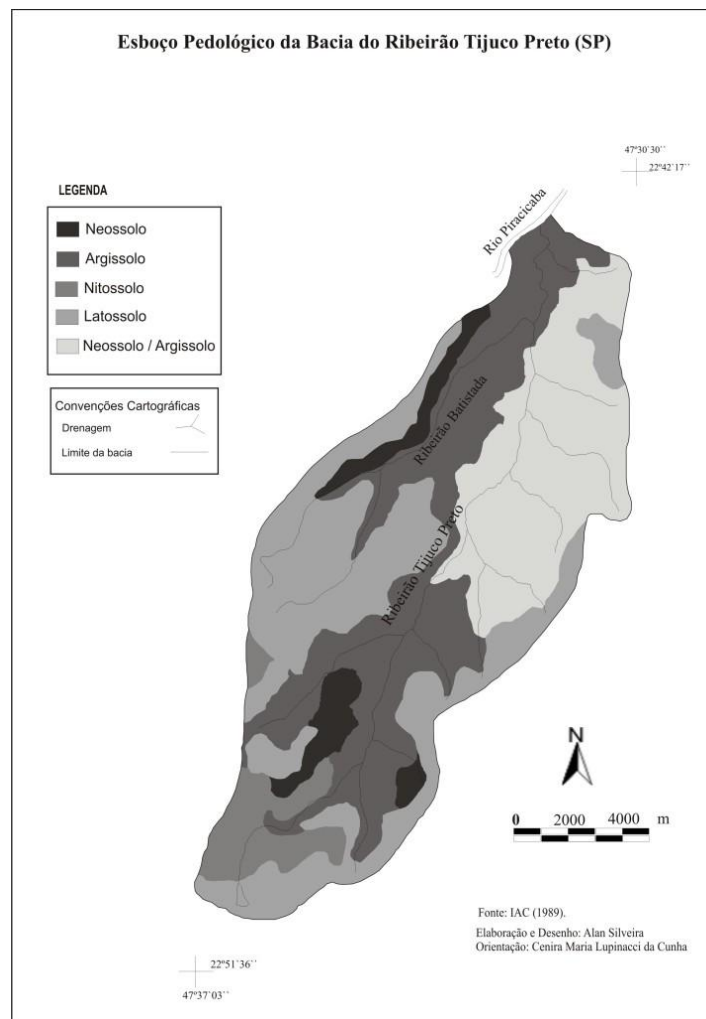 Esboço Pedológico da Bacia do Ribeirão Tijuco Preto (SP)
47º30`30``
22º42`17``
LEGENDA
Neossolo
Argissolo
Nitossolo
Latossolo
Neossolo / Argissolo
Convenções Cartográficas
Drenagem
Limite da bacia
Rio Piracicaba
Ribeirão Batistada
Ribeirão Tijuco Preto
N
0 2000 4000 m
Fonte: IAC (1989).
Elaboração e Desenho: Alan Silveira
Orientação: Cenira Maria Lupinacci da Cunha
22º51`36``
47º37`03``